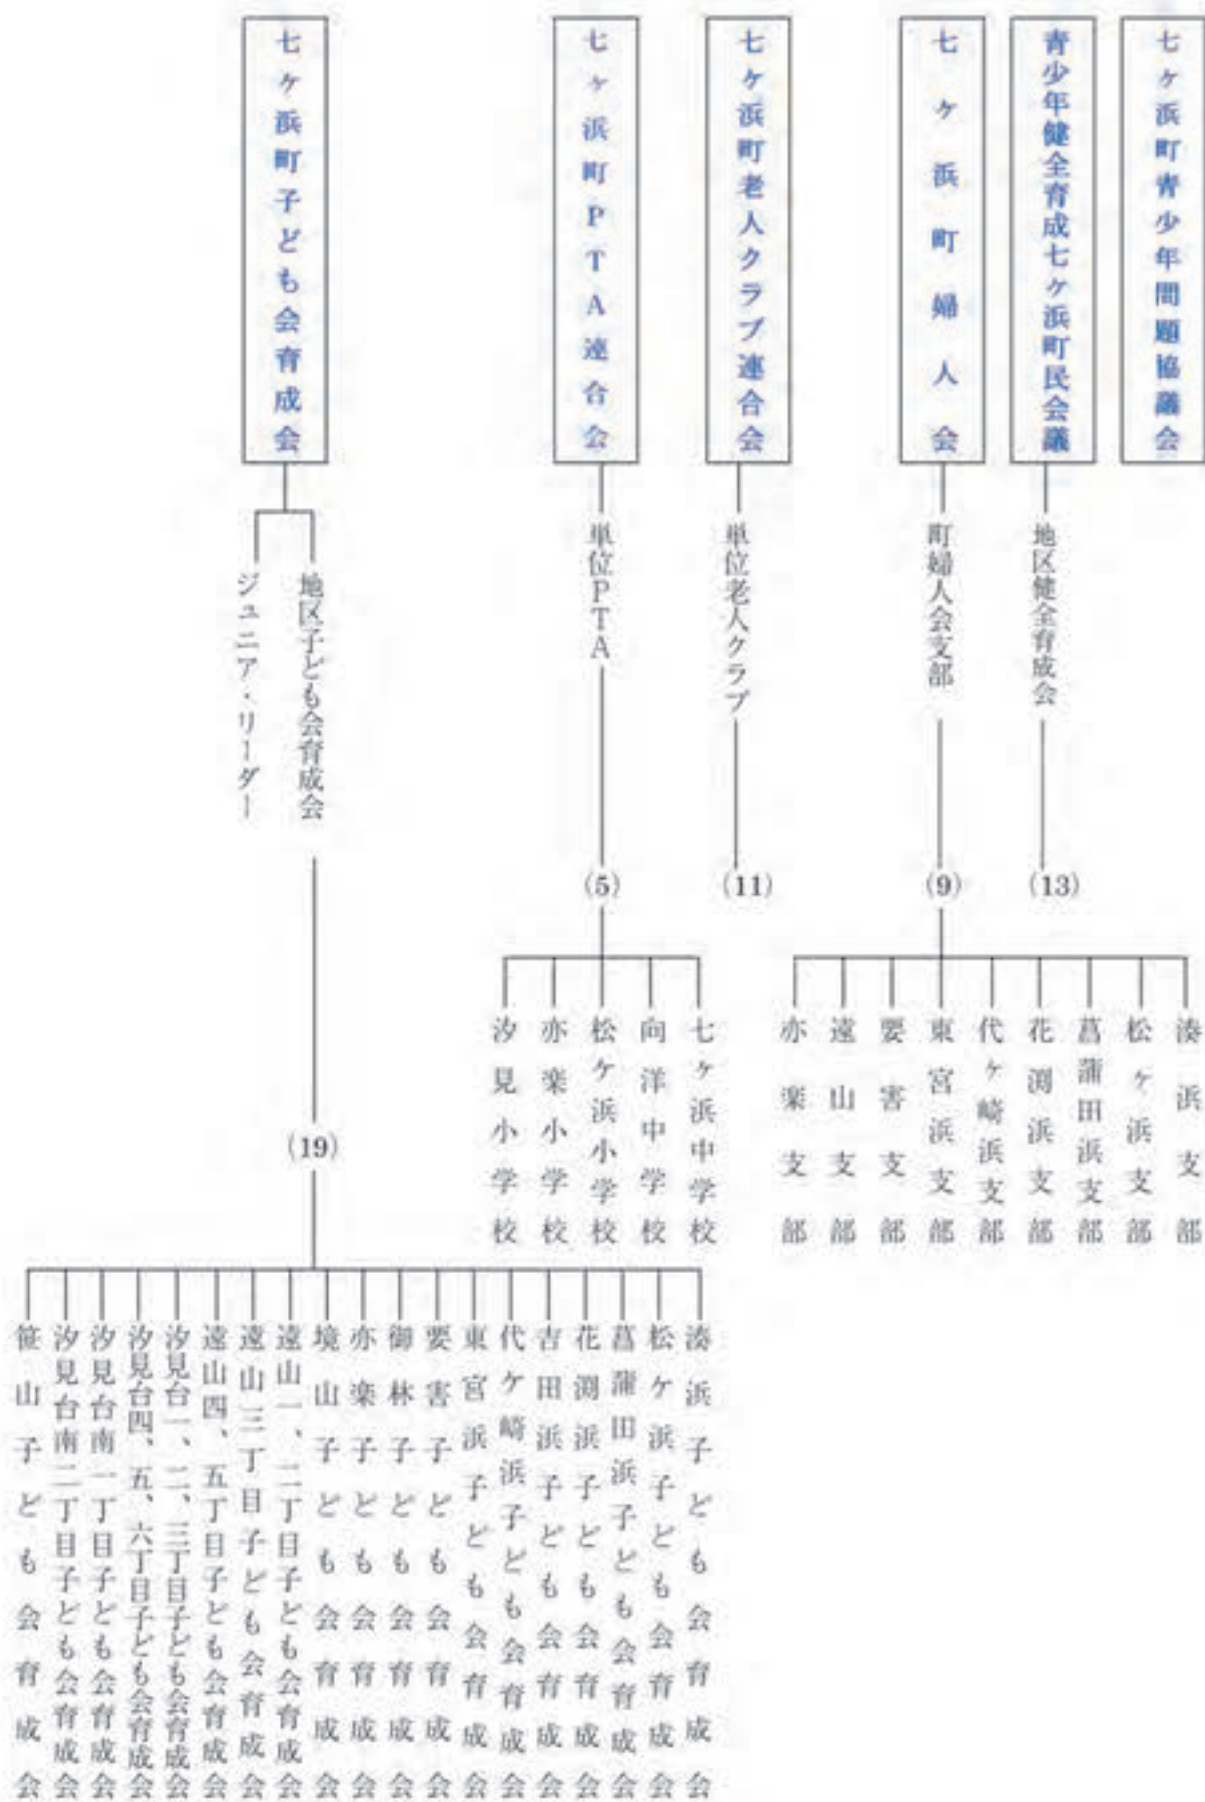 七ヶ浜町青少年問題協議会
青少年健全育成七ヶ浜町民会議
地区健全育成会
(13)
七ヶ浜町婦人会
町婦人会支部
(9)
湊浜支部
松ヶ浜支部
菖蒲田浜支部
花渕浜支部
代ヶ崎浜支部
東宮浜支部
要害支部
遠山支部
亦楽支部
七ヶ浜町老人クラブ連合会
単位老人クラブ
(11)
七ヶ浜町PTA連合会
単位PTA
(5)
七ヶ浜中学校
向洋中学校
松ヶ浜小学校
亦楽小学校
汐見小学校
七ヶ浜町子ども会育成会
地区子ども会育成会
ジュニア・リーダー
(19)
湊浜子ども会育成会
松ケ浜子ども会育成会
菖蒲田浜子ども会育成会
花渕浜子ども会育成会
吉田浜子ども会育成会
代ケ崎浜子ども会育成会
東宮浜子ども会育成会
要害子ども会育成会
御林子ども会育成会
亦楽子ども会育成会
境山子ども会育成会
遠山一、二丁目子ども会育成会
遠山三丁目子ども会育成会
遠山四、五丁目子ども会育成会
汐見台一、二、三丁目子ども会育成会
汐見台四、五、六丁目子ども会育成会
汐見台南一丁目子ども会育成会
汐見台南二丁目子ども会育成会
笹山子ども会育成会